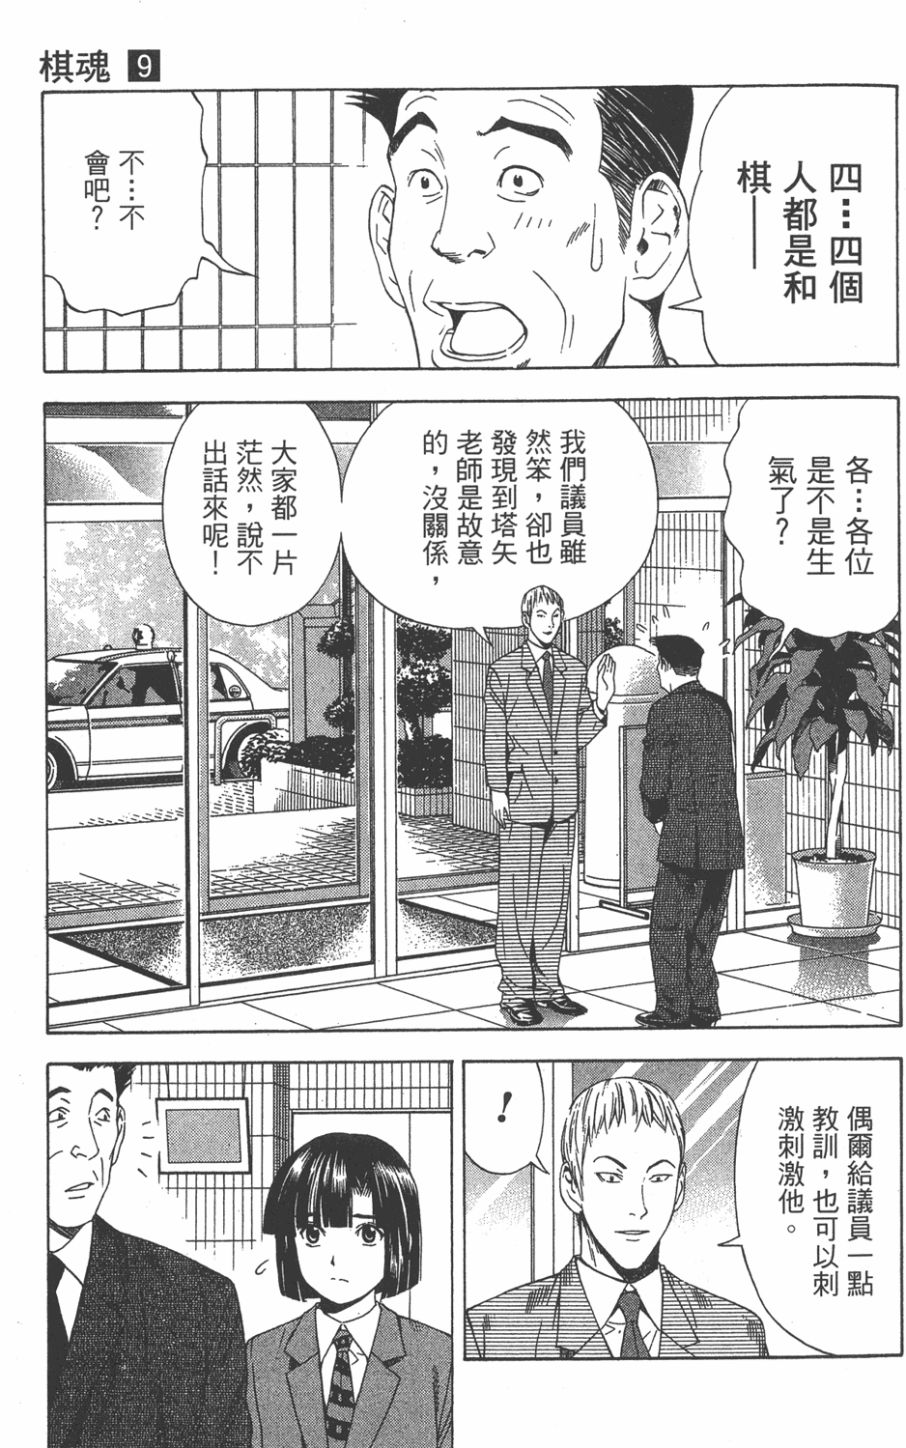 棋魂 9
四…四個
人都是和
棋——
不…不
會吧？
各…各位
是不是生
氣了？
我們議員雖
然笨，卻也
發現到塔矢
老師是故意
的，沒關係，
大家都一片
茫然，說不
出話來呢！
偶爾給議員一點
教訓，也可以刺
激刺激他。
！